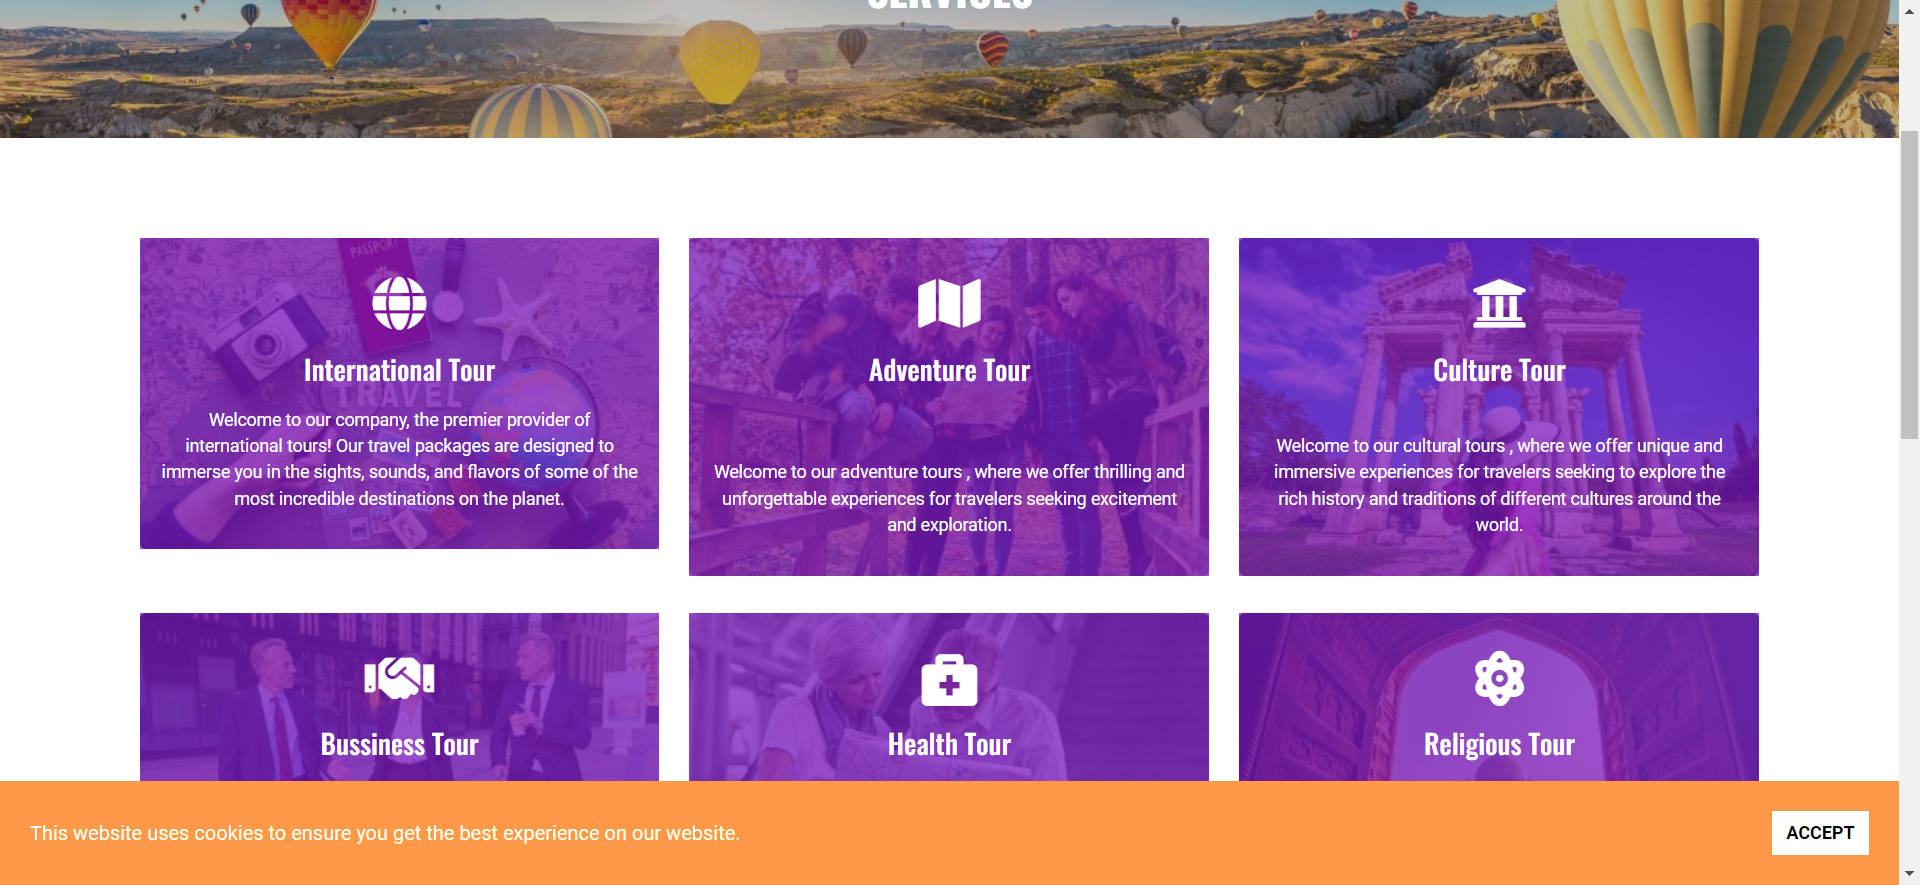 SERVICES
PASSPORT
International Tour
TRAVEL
Welcome to our company, the premier provider of
international tours! Our travel packages are designed to
immerse you in the sights, sounds, and flavors of some of the
most incredible destinations on the planet.
Adventure Tour
Welcome to our adventure tours , where we offer thrilling and
unforgettable experiences for travelers seeking excitement
and exploration.
Culture Tour
Welcome to our cultural tours , where we offer unique and
immersive experiences for travelers seeking to explore the
rich history and traditions of different cultures around the
world.
Bussiness Tour
Health Tour
Religious Tour
This website uses cookies to ensure you get the best experience on our website.
ACCEPT